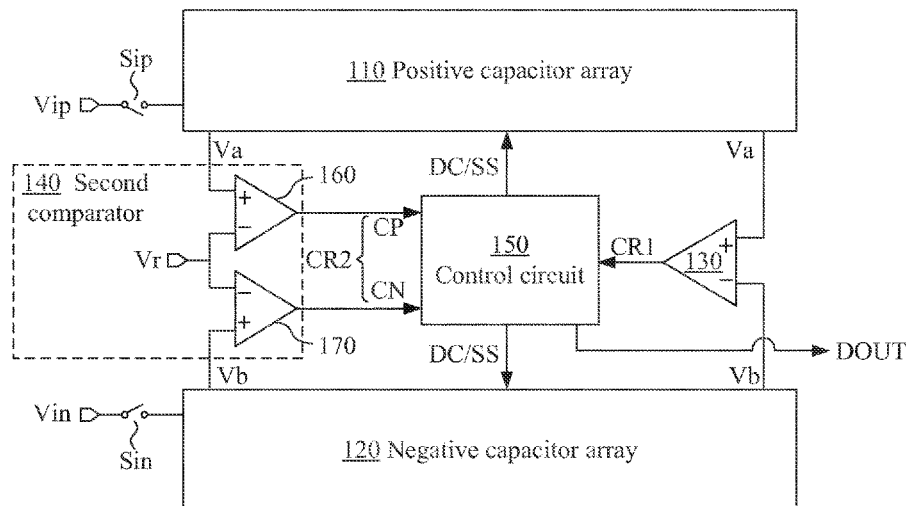 110 Positive capacitor array
Sip
Vip
Va
Va
DC/SS
140 Second
comparator
160
+
−
CP
150
Control circuit
CR1
130
+
−
Vr
CR2
CN
−
+
170
DC/SS
DOUT
Vb
Vb
Vin
Sin
120 Negative capacitor array